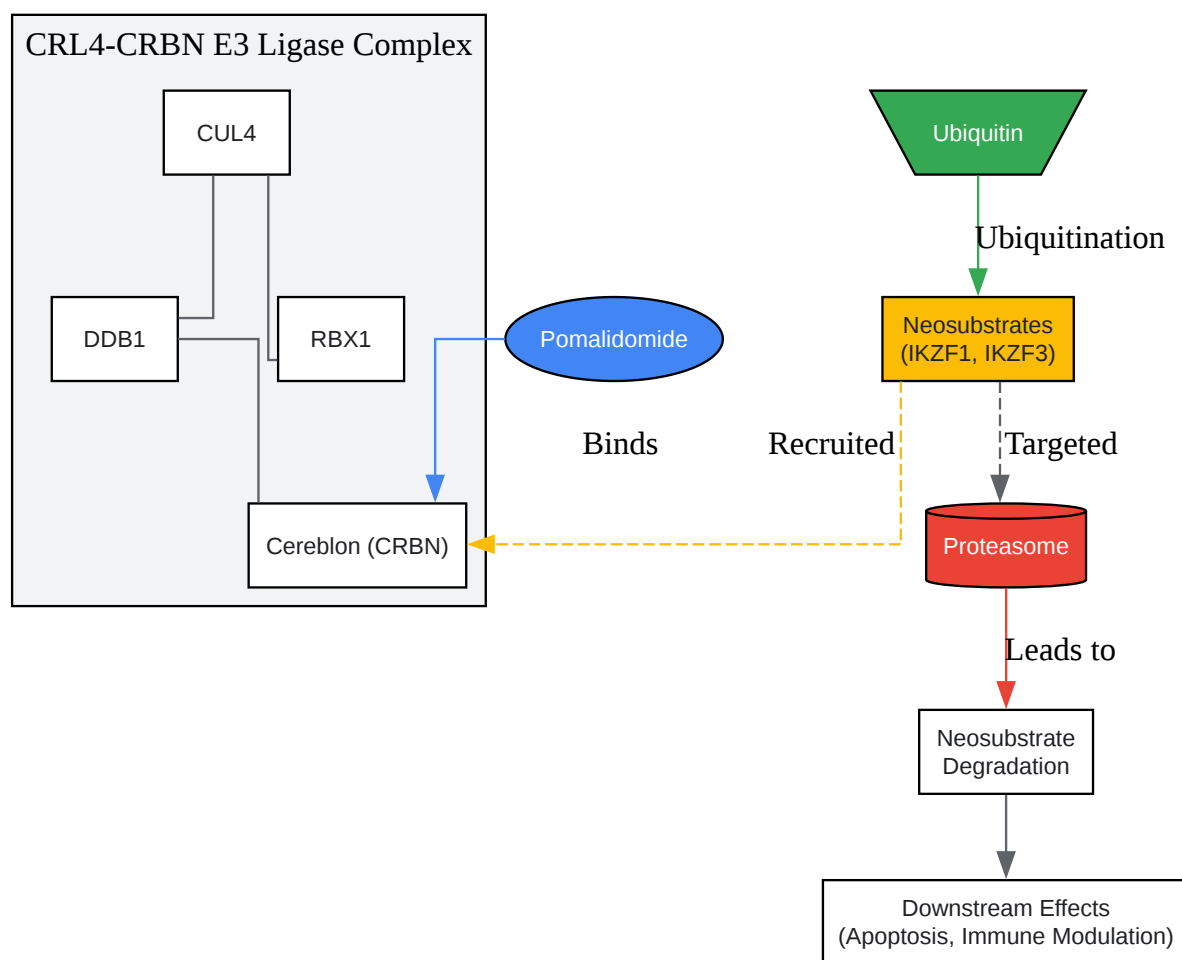 CRL4-CRBN E3 Ligase Complex
CUL4
Ubiquitin
Ubiquitination
DDB1
RBX1
Pomalidomide
Neosubstrates
(IKZF1, IKZF3)
Binds
Recruited
Targeted
Cereblon (CRBN)
Proteasome
Leads to
Neosubstrate
Degradation
Downstream Effects
(Apoptosis, Immune Modulation)